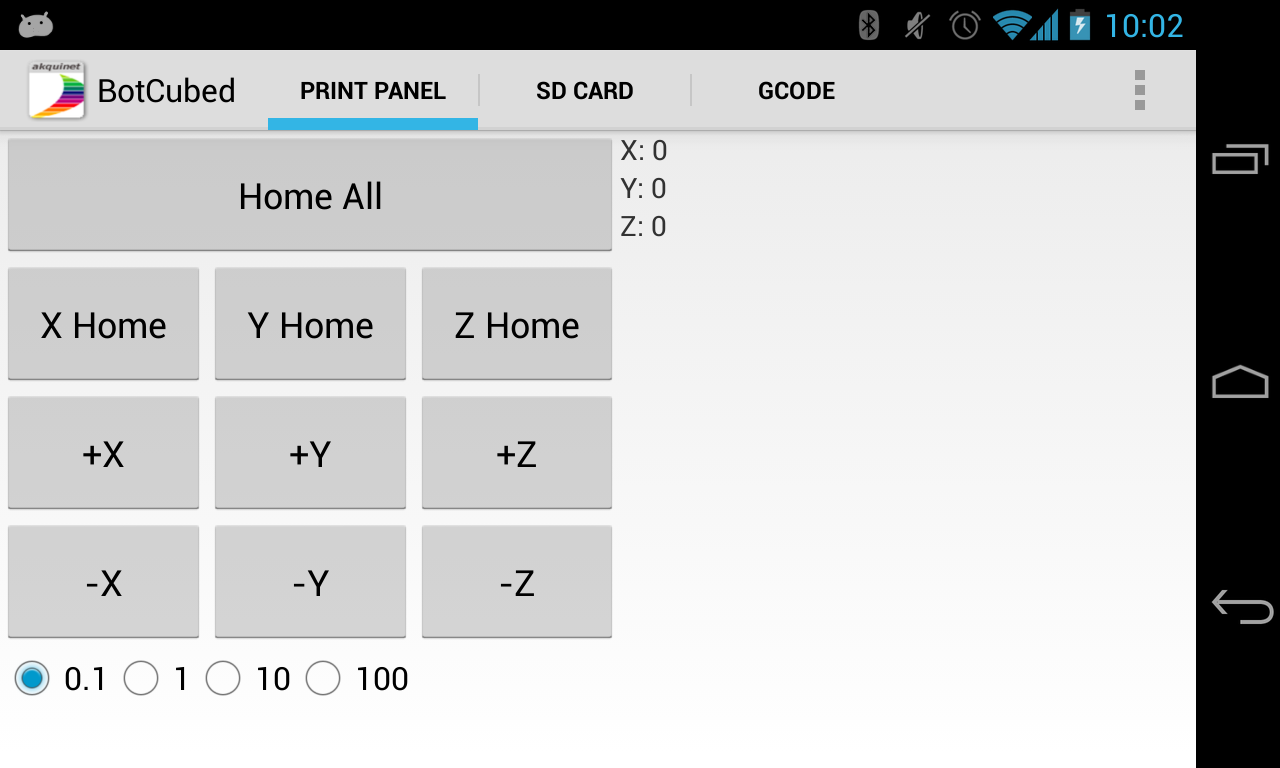 10:02
akquinet
BotCubed
PRINT PANEL
SD CARD
GCODE
Home All
X: 0
Y: 0
Z: 0
X Home
Y Home
Z Home
+X
+Y
+Z
-X
-Y
-Z
0.1
1
10
100